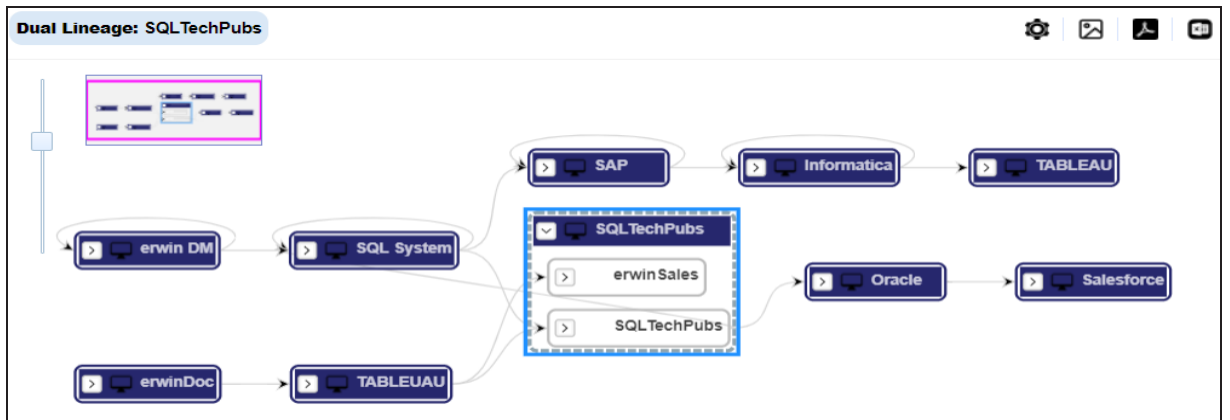 Dual Lineage: SQLTechPubs
SAP
Informatica
TABLEAU
SQLTechPubs
erwin DM
SQL System
erwinSales
Oracle
Salesforce
SQLTechPubs
erwinDoc
TABLEUAU